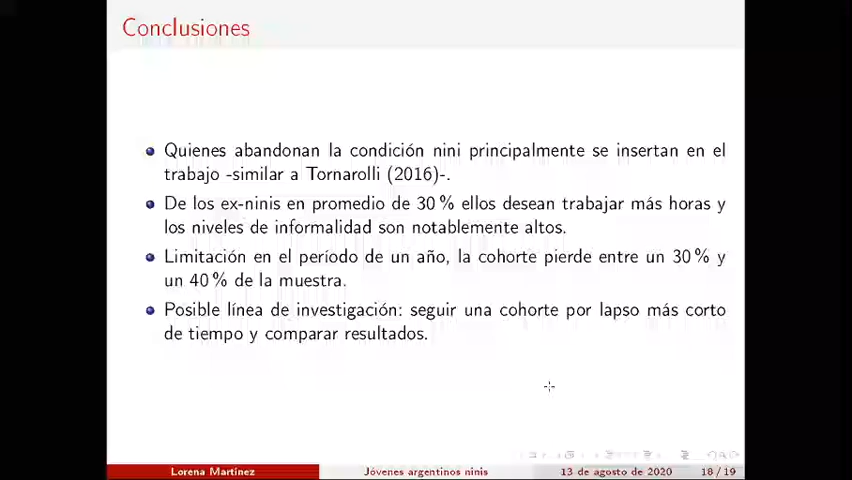 Conclusiones
Quienes abandonan la condición nini principalmente se insertan en el
trabajo -similar a Tornarolli (2016)-.
De los ex-ninis en promedio de 30 % ellos desean trabajar más horas y
los niveles de informalidad son notablemente altos.
Limitación en el período de un año, la cohorte pierde entre un 30 % y
un 40 % de la muestra.
Posible línea de investigación: seguir una cohorte por lapso más corto
de tiempo y comparar resultados.
Lorena Martínez
Jóvenes argentinos ninis
13 de agosto de 2020
18 / 19